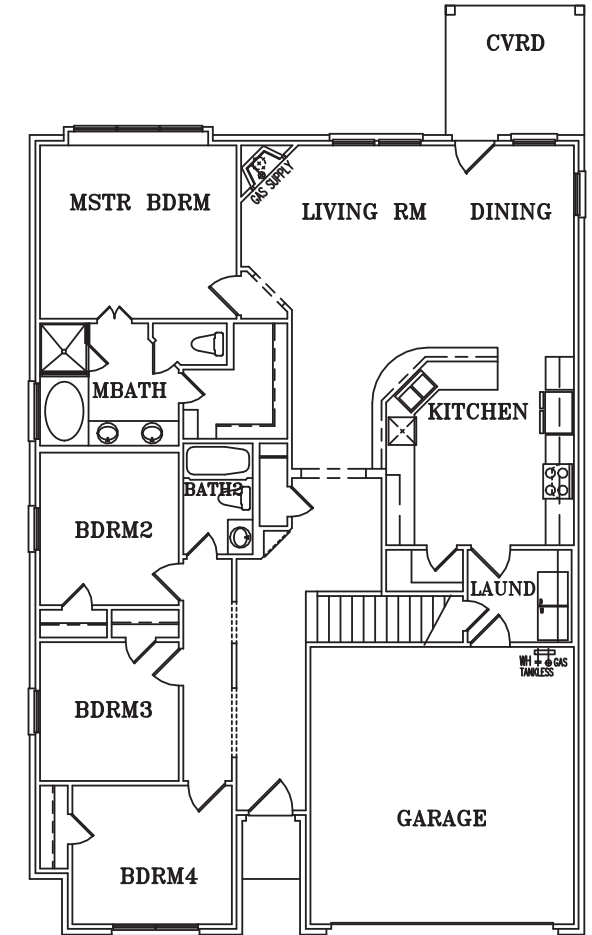 CVRD
GAS SUPPLY
MSTR BDRM
LIVING RM
DINING
MBATH
KITCHEN
BATH2
BDRM2
LAUND
WH
GAS
TANKLESS
BDRM3
GARAGE
BDRM4